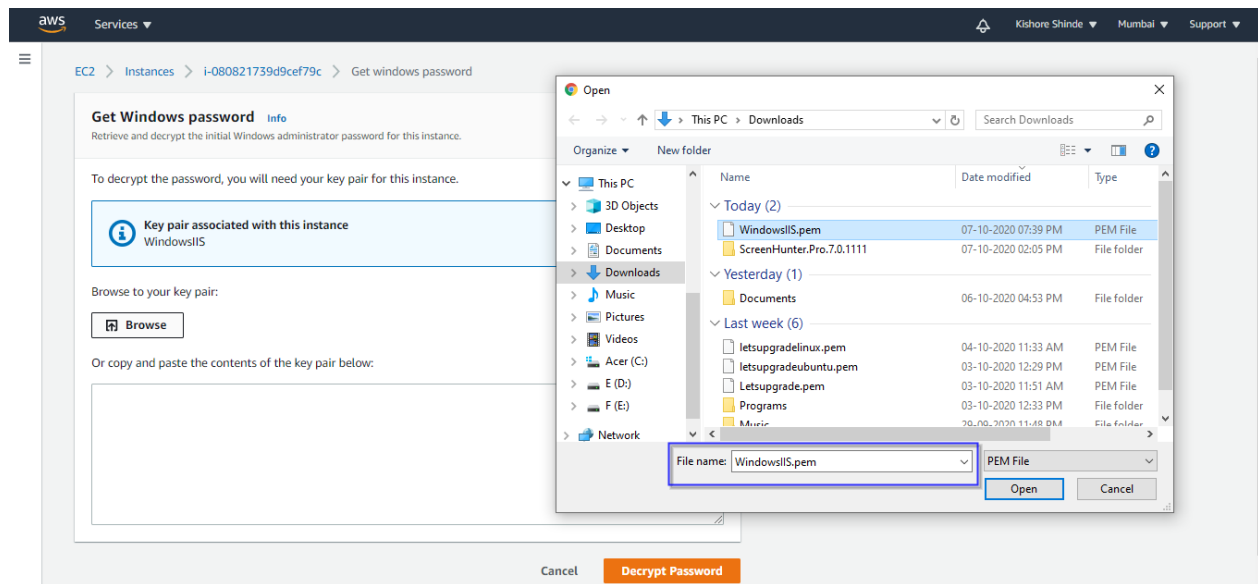 aws Services Kishore Shinde Mumbai Support
EC2 > Instances > i-080821739d9cef79c > Get windows password
Get Windows password Info
Retrieve and decrypt the initial Windows administrator password for this instance.
To decrypt the password, you will need your key pair for this instance.
Key pair associated with this instance
WindowsIIS
Browse to your key pair:
Browse
Or copy and paste the contents of the key pair below:
Cancel Decrypt Password
Open
This PC > Downloads Search Downloads
Organize New folder
This PC
3D Objects
Desktop
Documents
Downloads
Music
Pictures
Videos
Acer (C:)
E (D:)
F (E:)
Network
Name Date modified Type
Today (2)
WindowsIIS.pem 07-10-2020 07:39 PM PEM File
ScreenHunter.Pro.7.0.1111 07-10-2020 02:05 PM File folder
Yesterday (1)
Documents 06-10-2020 04:53 PM File folder
Last week (6)
letsupgradelinux.pem 04-10-2020 11:33 AM PEM File
letsupgradeubuntu.pem 03-10-2020 12:29 PM PEM File
Letsupgrade.pem 03-10-2020 11:51 AM PEM File
Programs 03-10-2020 12:33 PM File folder
Music 29-09-2020 11:48 PM File folder
File name: WindowsIIS.pem PEM File
Open Cancel